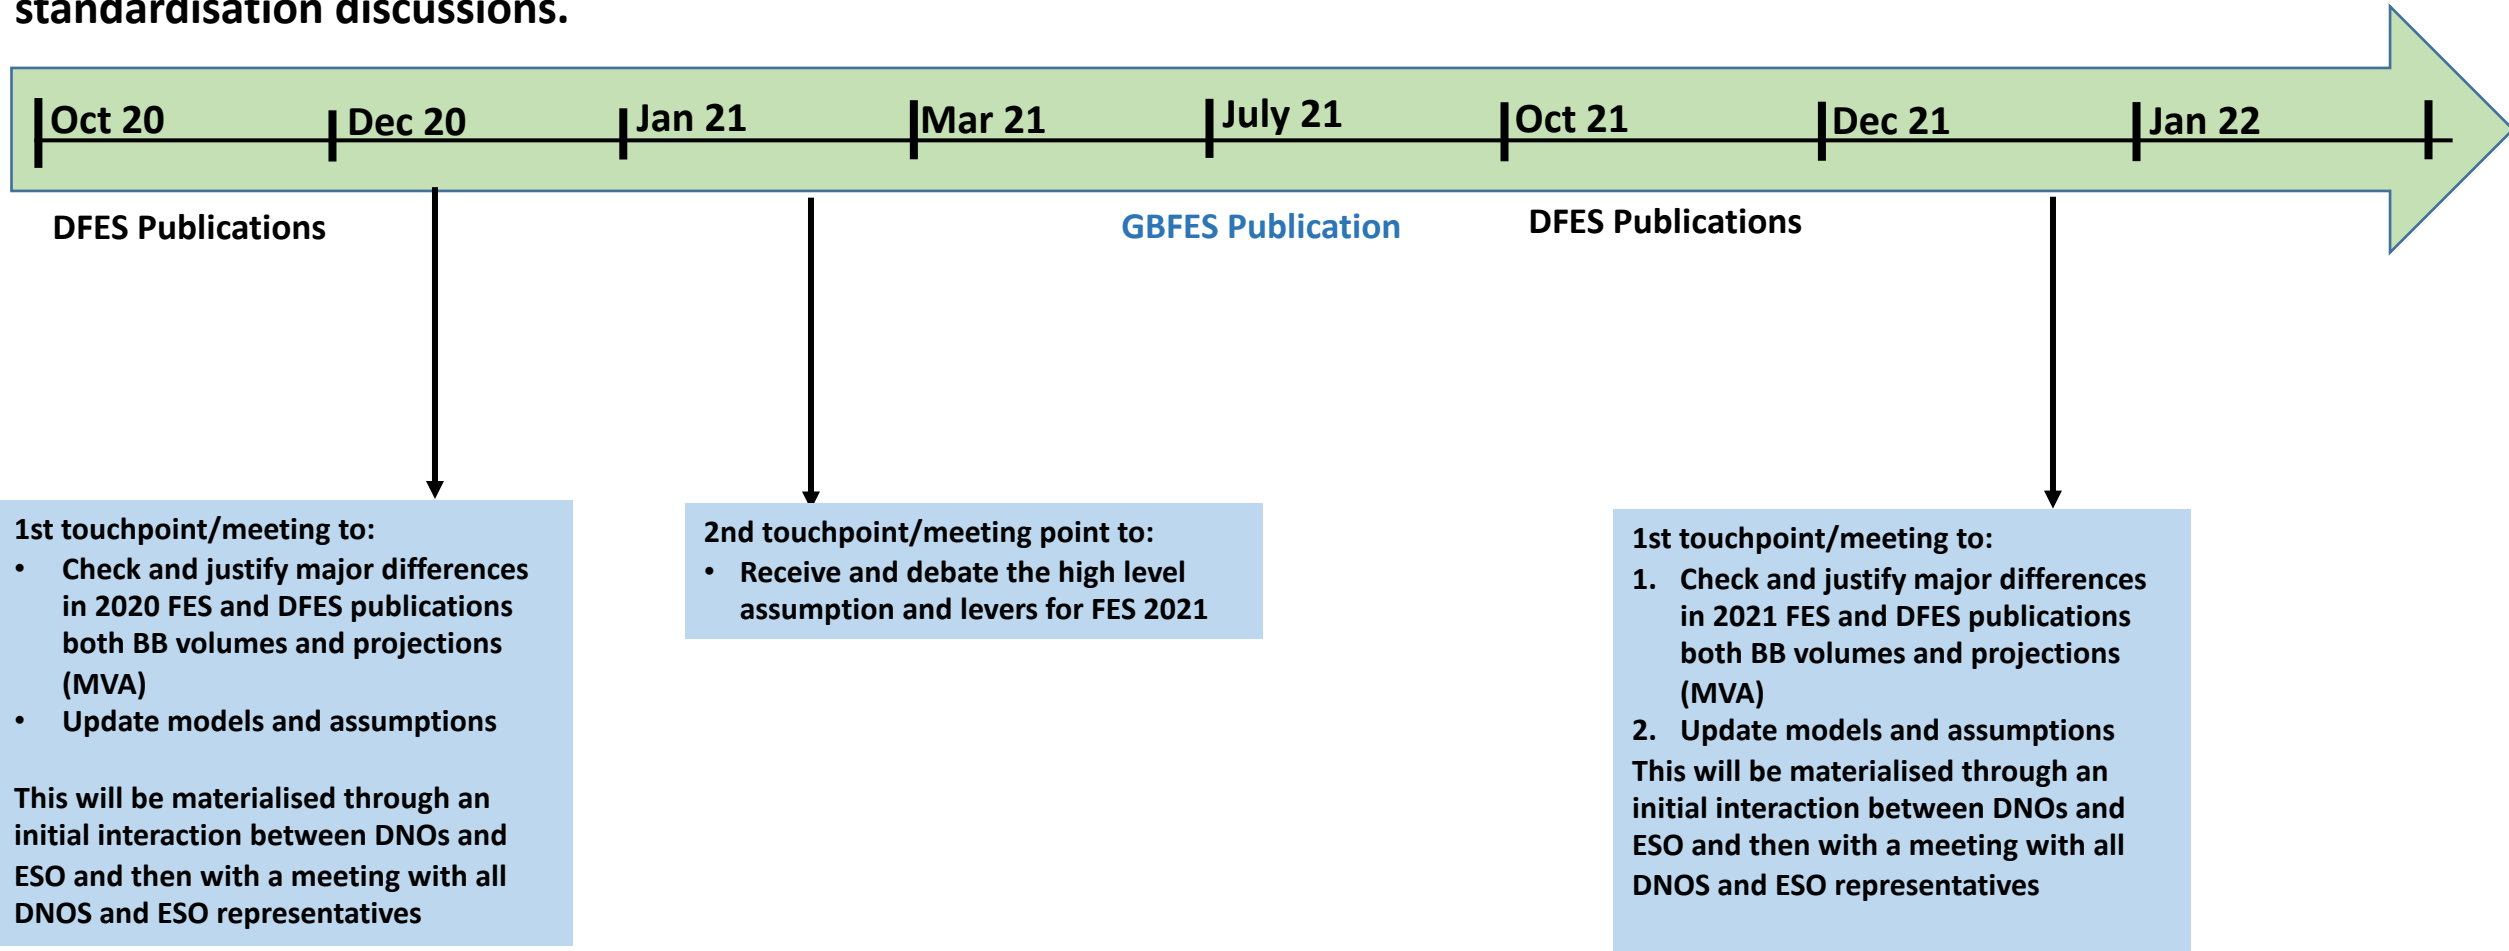 standardisation discussions.
Oct 20
Dec 20
Jan 21
Mar 21
July 21
Oct 21
Dec 21
Jan 22
DFES Publications
GBFES Publication
DFES Publications
1st touchpoint/meeting to:
• Check and justify major differences
in 2020 FES and DFES publications
both BB volumes and projections
(MVA)
• Update models and assumptions
This will be materialised through an
initial interaction between DNOs and
ESO and then with a meeting with all
DNOS and ESO representatives
2nd touchpoint/meeting point to:
• Receive and debate the high level
assumption and levers for FES 2021
1st touchpoint/meeting to:
1. Check and justify major differences
in 2021 FES and DFES publications
both BB volumes and projections
(MVA)
2. Update models and assumptions
This will be materialised through an
initial interaction between DNOs and
ESO and then with a meeting with all
DNOS and ESO representatives